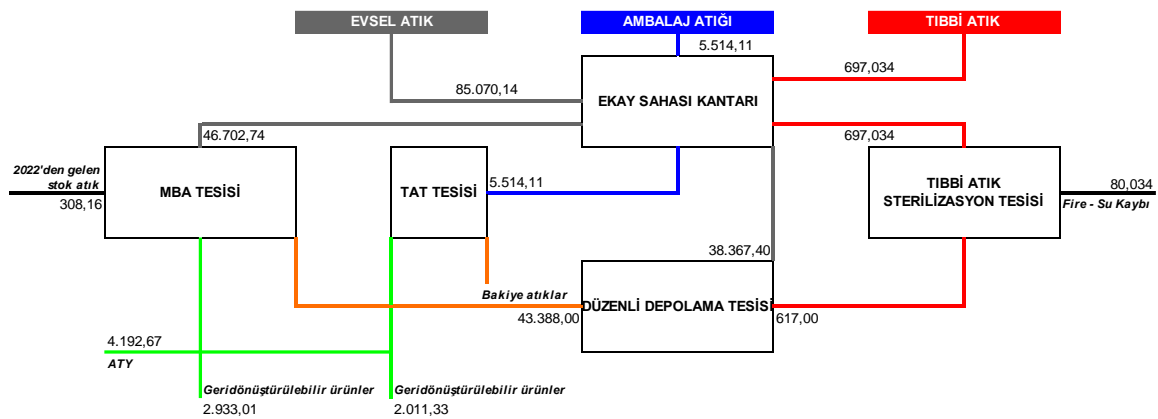 EVSEL ATIK
AMBALAJ ATIĞI
TIBBİ ATIK
5.514,11
697,034
85.070,14
EKAY SAHASI KANTARI
46.702,74
697,034
2022'den gelen
stok atık
308,16
MBA TESİSİ
TAT TESİSİ
5.514,11
TIBBİ ATIK
STERİLİZASYON TESİSİ
80,034
Fire - Su Kaybı
38.367,40
Bakiye atıklar
43.388,00
DÜZENLİ DEPOLAMA TESİSİ
617,00
4.192,67
ATY
Geridönüştürülebilir ürünler
2.933,01
Geridönüştürülebilir ürünler
2.011,33